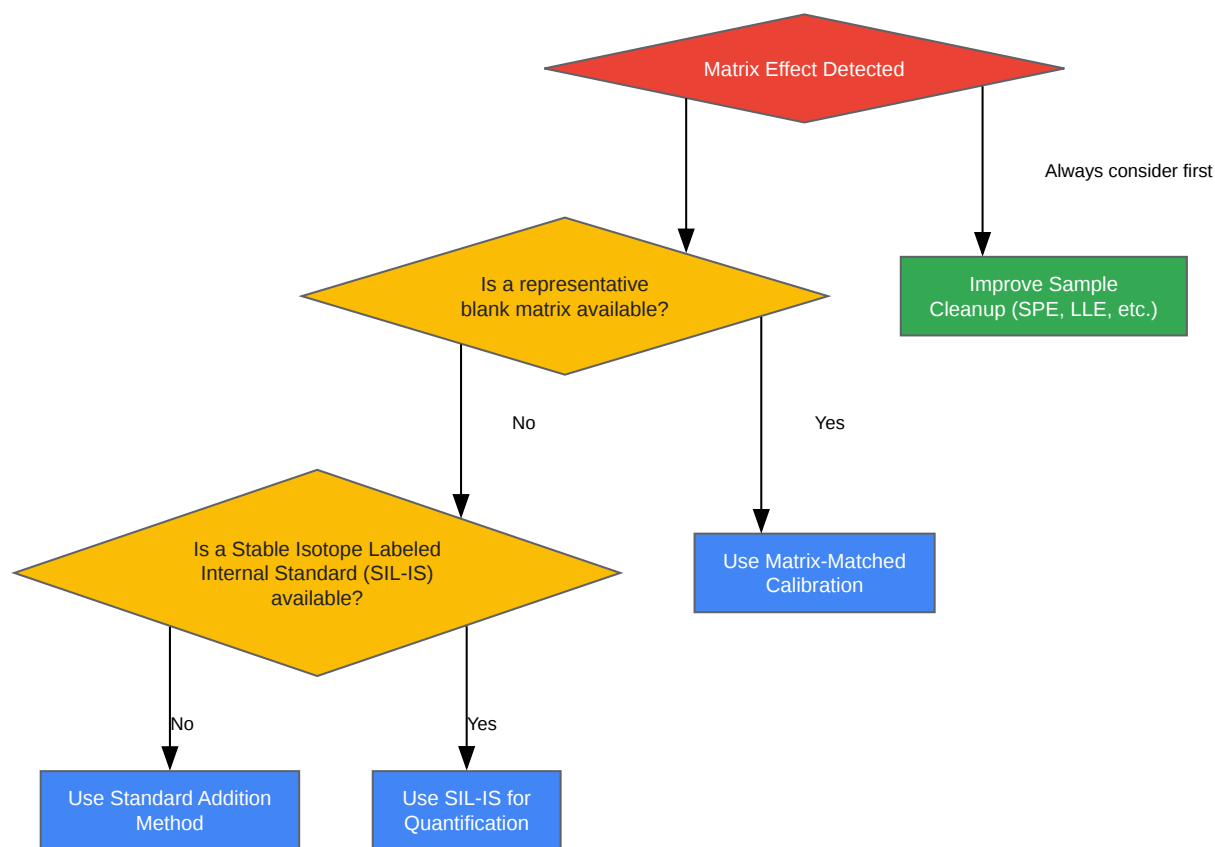 Matrix Effect Detected
Always consider first
Is a representative
blank matrix available?
Improve Sample
Cleanup (SPE, LLE, etc.)
No
Yes
Is a Stable Isotope Labeled
Internal Standard (SIL-IS)
available?
Use Matrix-Matched
Calibration
No
Yes
Use Standard Addition
Method
Use SIL-IS for
Quantification